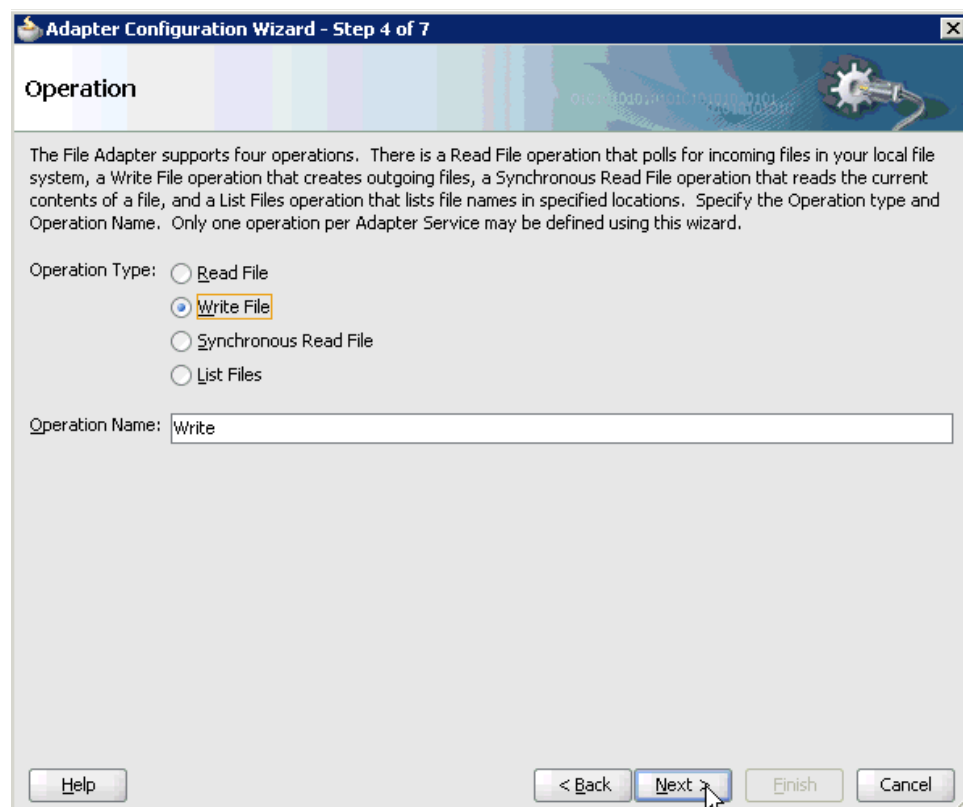 Adapter Configuration Wizard - Step 4 of 7
Operation
The File Adapter supports four operations. There is a Read File operation that polls for incoming files in your local file
system, a Write File operation that creates outgoing files, a Synchronous Read File operation that reads the current
contents of a file, and a List Files operation that lists file names in specified locations. Specify the Operation type and
Operation Name. Only one operation per Adapter Service may be defined using this wizard.
Operation Type: Read File
Write File
Synchronous Read File
List Files
Operation Name: Write
Help < Back Next > Finish Cancel